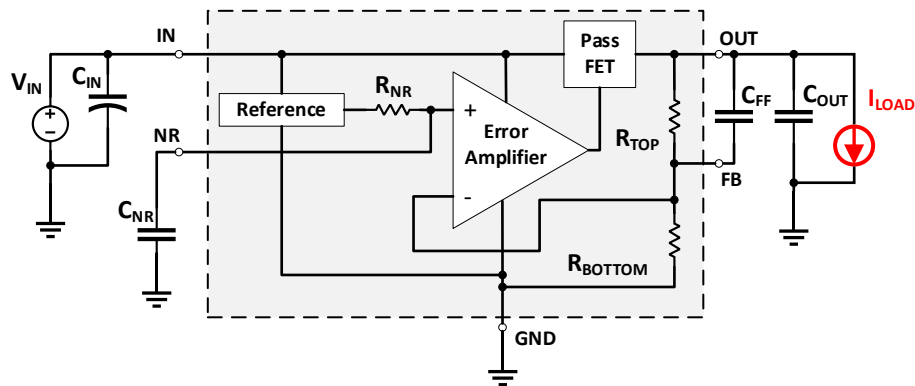 IN
OUT
Pass
FET
V_IN
C_IN
Reference
R_NR
+
Error
Amplifier
-
NR
C_NR
R_TOP
C_FF
C_OUT
I_LOAD
FB
R_BOTTOM
GND